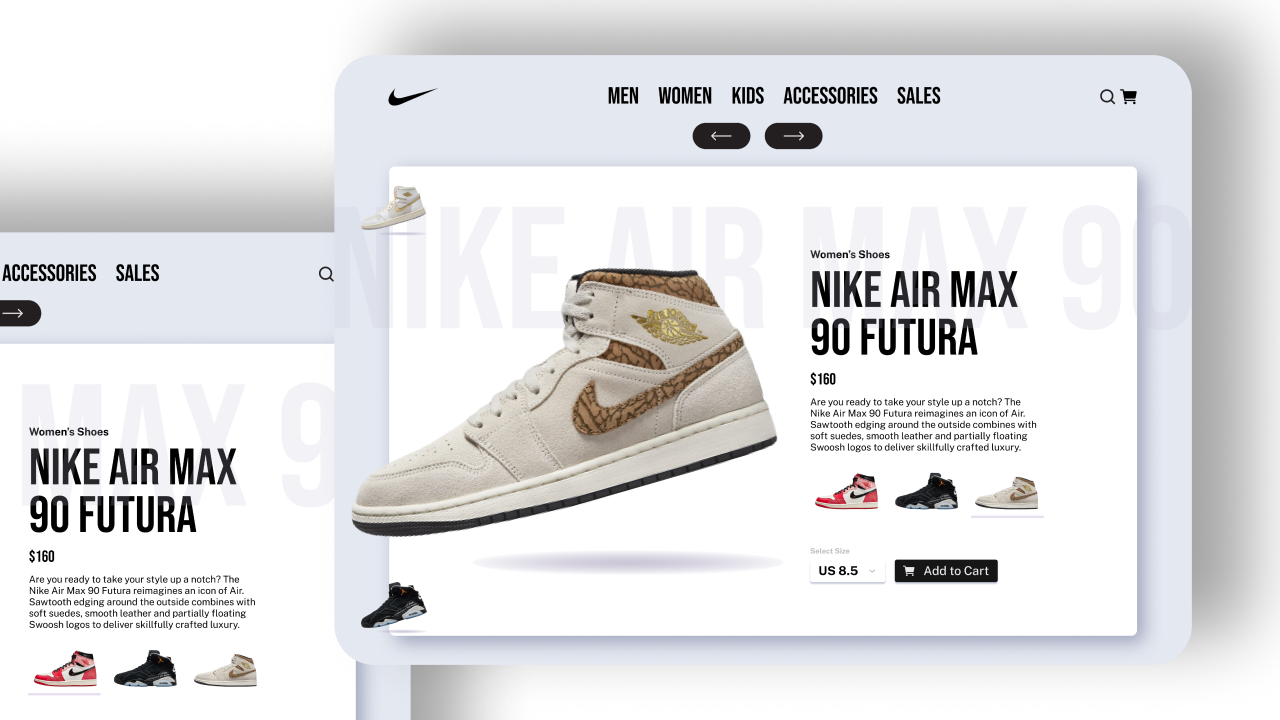 MEN WOMEN KIDS ACCESSORIES SALES
NIKE AIR MAX 90
Women's Shoes
NIKE AIR MAX
90 FUTURA
$160
Are you ready to take your style up a notch? The
Nike Air Max 90 Futura reimagines an icon of Air.
Sawtooth edging around the outside combines with
soft suedes, smooth leather and partially floating
Swoosh logos to deliver skillfully crafted luxury.
Select Size
US 8.5
Add to Cart
ACCESSORIES SALES
MAX 9
Women's Shoes
NIKE AIR MAX
90 FUTURA
$160
Are you ready to take your style up a notch? The
Nike Air Max 90 Futura reimagines an icon of Air.
Sawtooth edging around the outside combines with
soft suedes, smooth leather and partially floating
Swoosh logos to deliver skillfully crafted luxury.